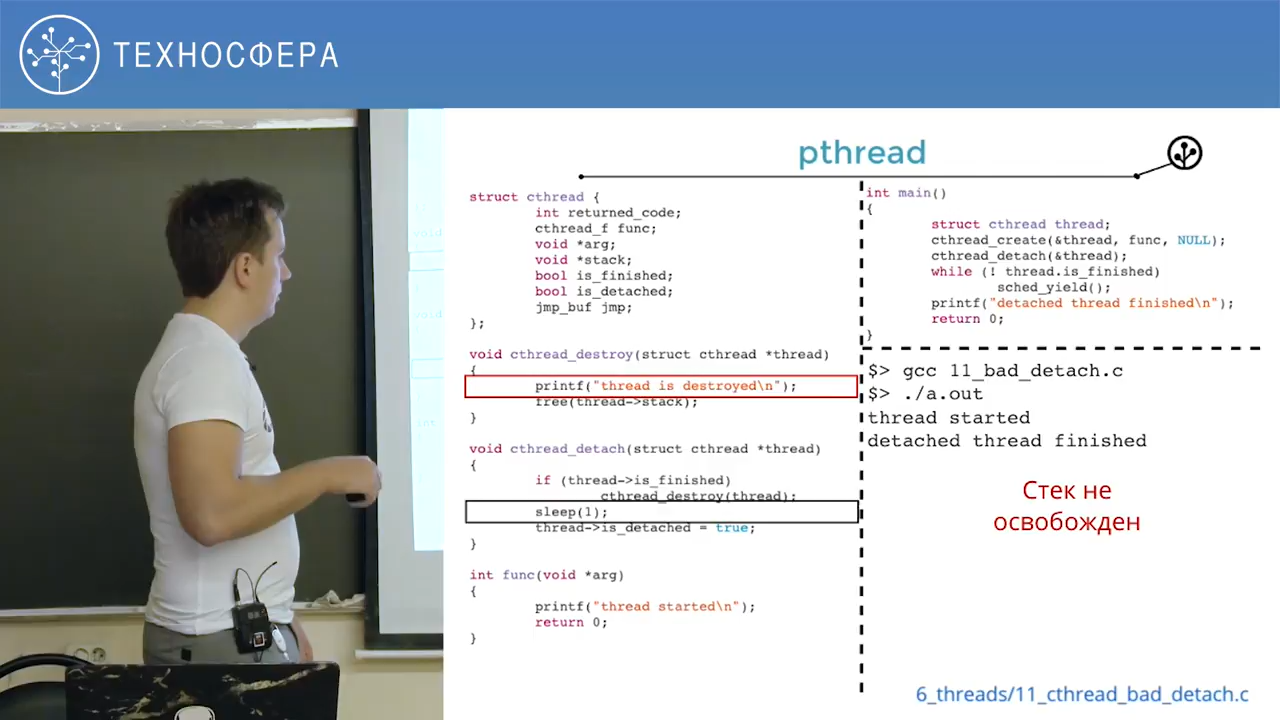 ТЕХНОСФЕРА
pthread
struct cthread {
int returned_code;
cthread_f func;
void *arg;
void *stack;
bool is_finished;
bool is_detached;
jmp_buf jmp;
};
void cthread_destroy(struct cthread *thread)
{
printf("thread is destroyed\n");
free(thread->stack);
}
void cthread_detach(struct cthread *thread)
{
if (thread->is_finished)
cthread_destroy(thread);
sleep(1);
thread->is_detached = true;
}
int func(void *arg)
{
printf("thread started\n");
return 0;
}
int main()
{
struct cthread thread;
cthread_create(&thread, func, NULL);
cthread_detach(&thread);
while (! thread.is_finished)
sched_yield();
printf("detached thread finished\n");
return 0;
}
$> gcc 11_bad_detach.c
$> ./a.out
thread started
detached thread finished
Стек не
освобожден
6_threads/11_cthread_bad_detach.c